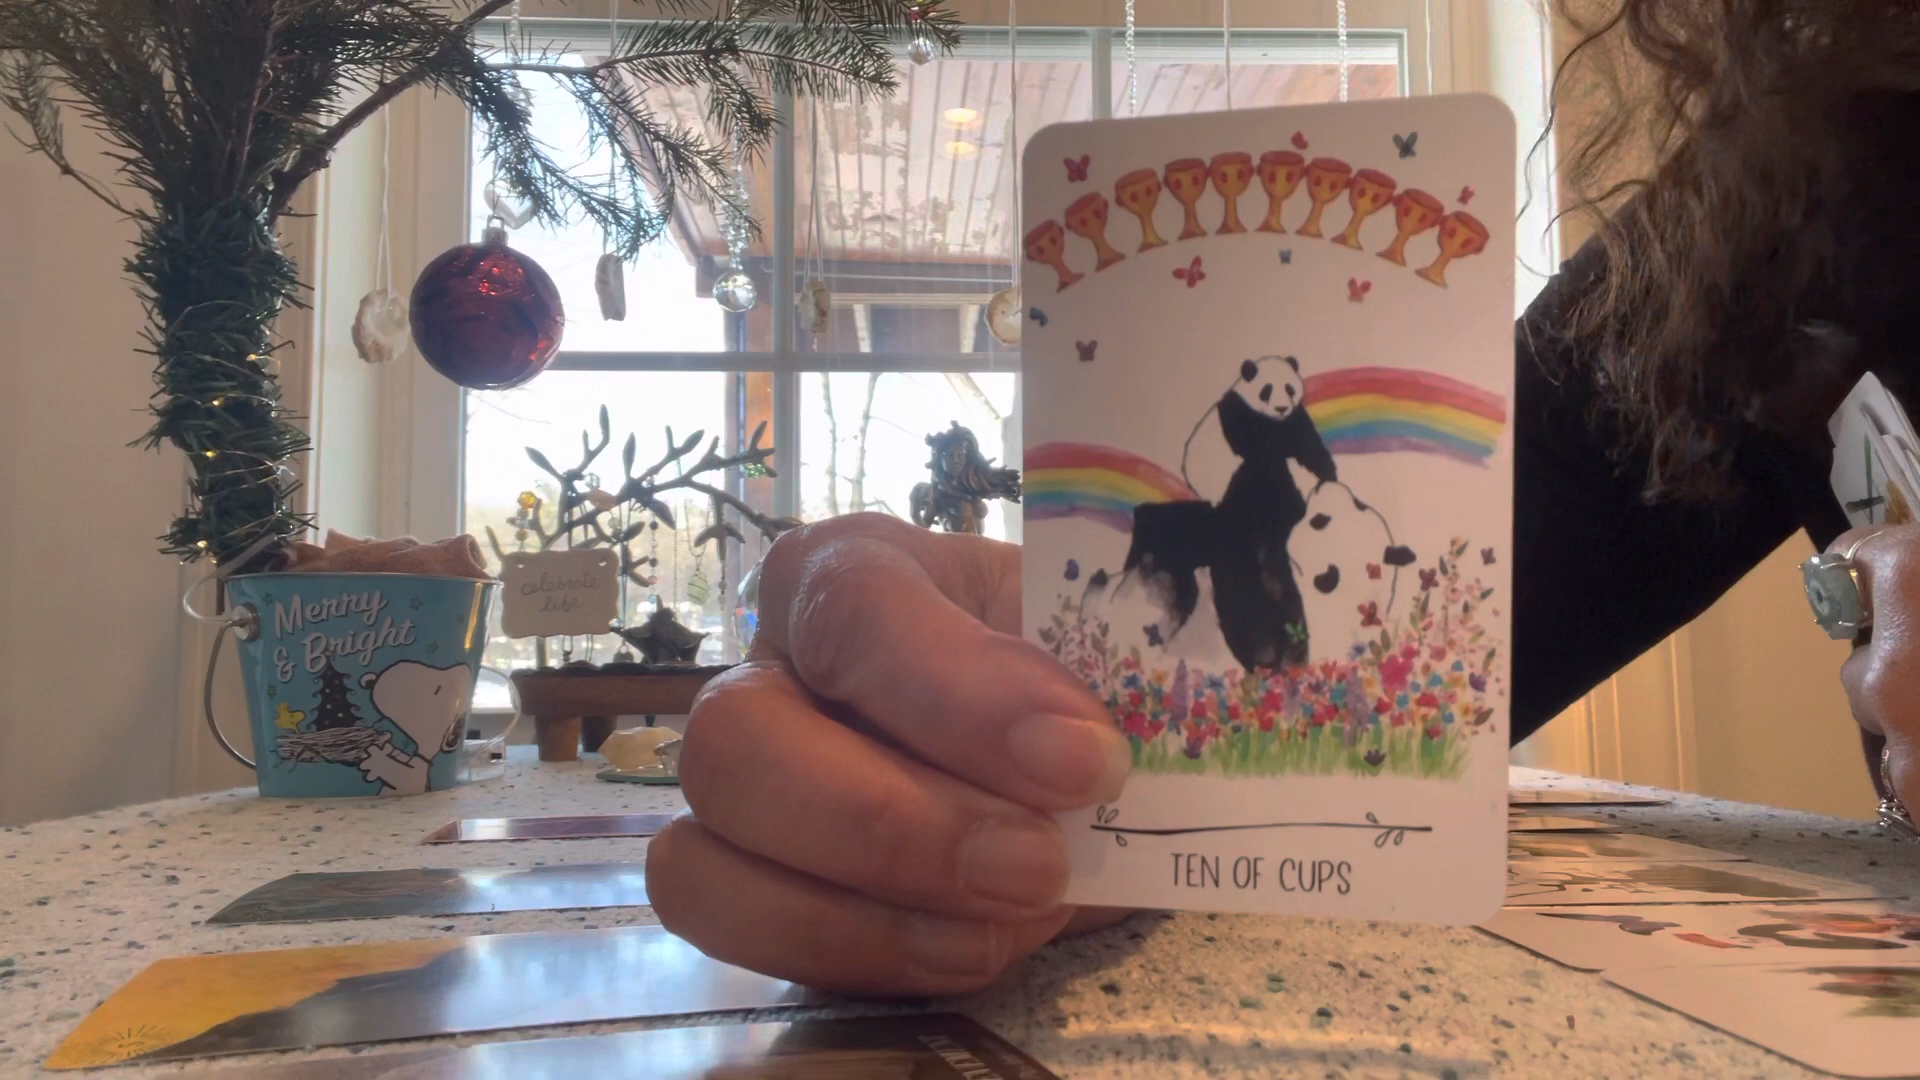 Merry
& Bright
celebrate
life
TEN OF CUPS